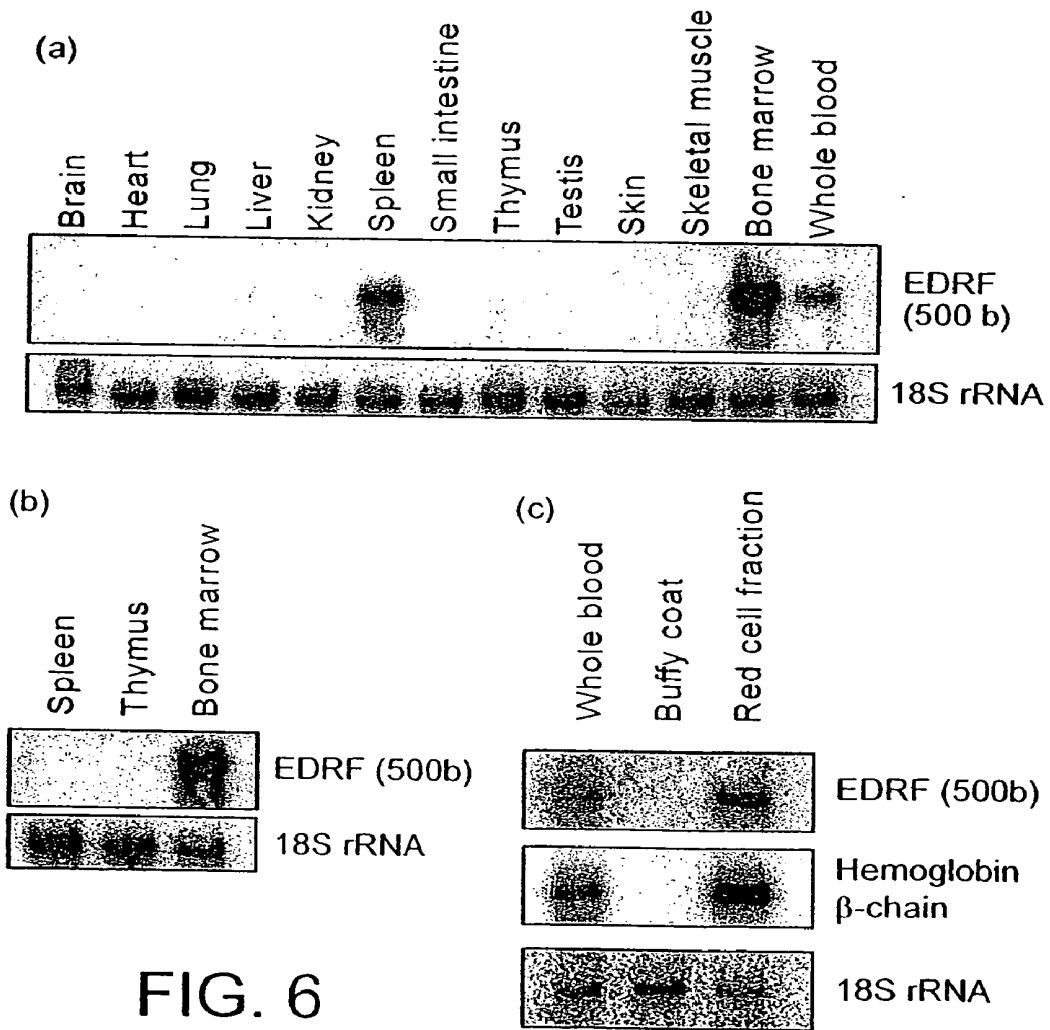 (a)
Brain
Heart
Lung
Liver
Kidney
Spleen
Small intestine
Thymus
Testis
Skin
Skeletal muscle
Bone marrow
Whole blood
EDRF
(500 b)
18S rRNA
(b)
Spleen
Thymus
Bone marrow
EDRF (500b)
18S rRNA
(c)
Whole blood
Buffy coat
Red cell fraction
EDRF (500b)
Hemoglobin
β-chain
18S rRNA
FIG. 6